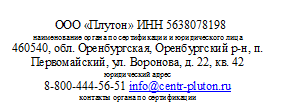 ООО «Плутон» ИНН 5638078198
наименование органа по сертификации и юридического лица
460540, обл. Оренбургская, Оренбургский р-н, п.
Первомайский, ул. Воронова, д. 22, кв. 42
юридический адрес
8-800-444-56-51 info@centr-pluton.ru
контакты органа по сертификации